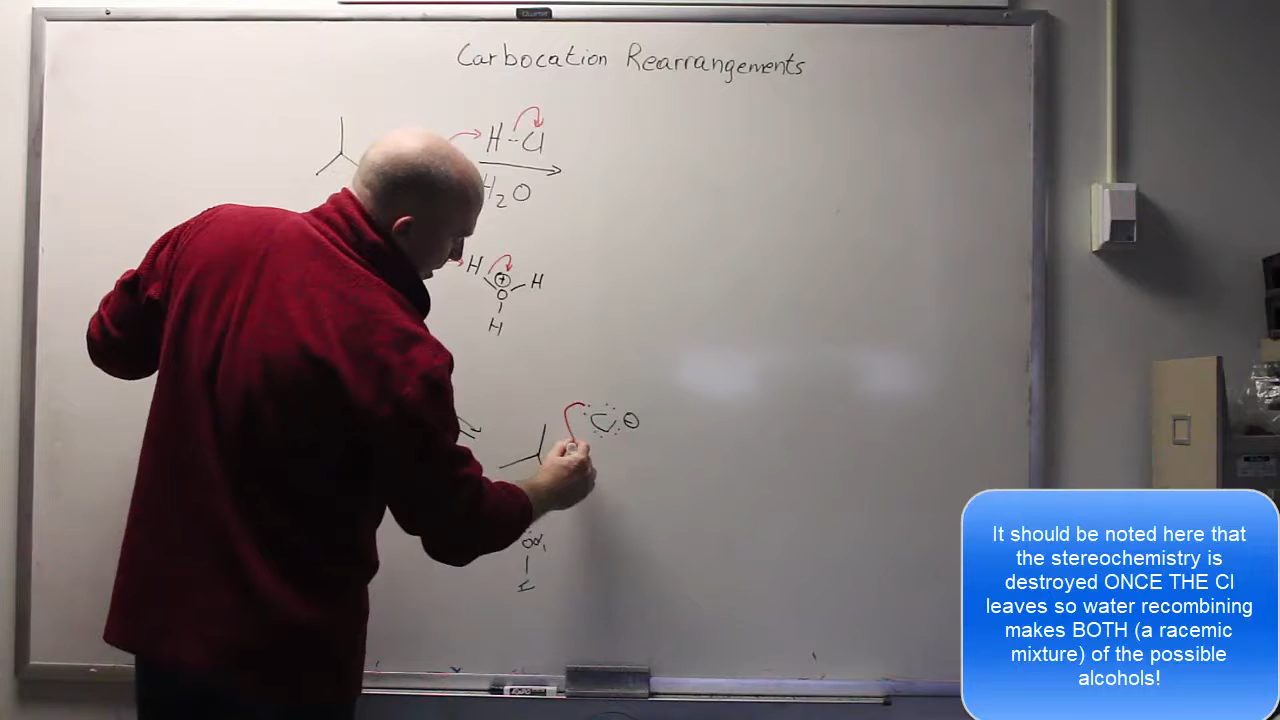 Carbocation Rearrangements
H-Cl
H2O
H
⊕
O
H
H
Cl ⊖
O
H
It should be noted here that
the stereochemistry is
destroyed ONCE THE Cl
leaves so water recombining
makes BOTH (a racemic
mixture) of the possible
alcohols!